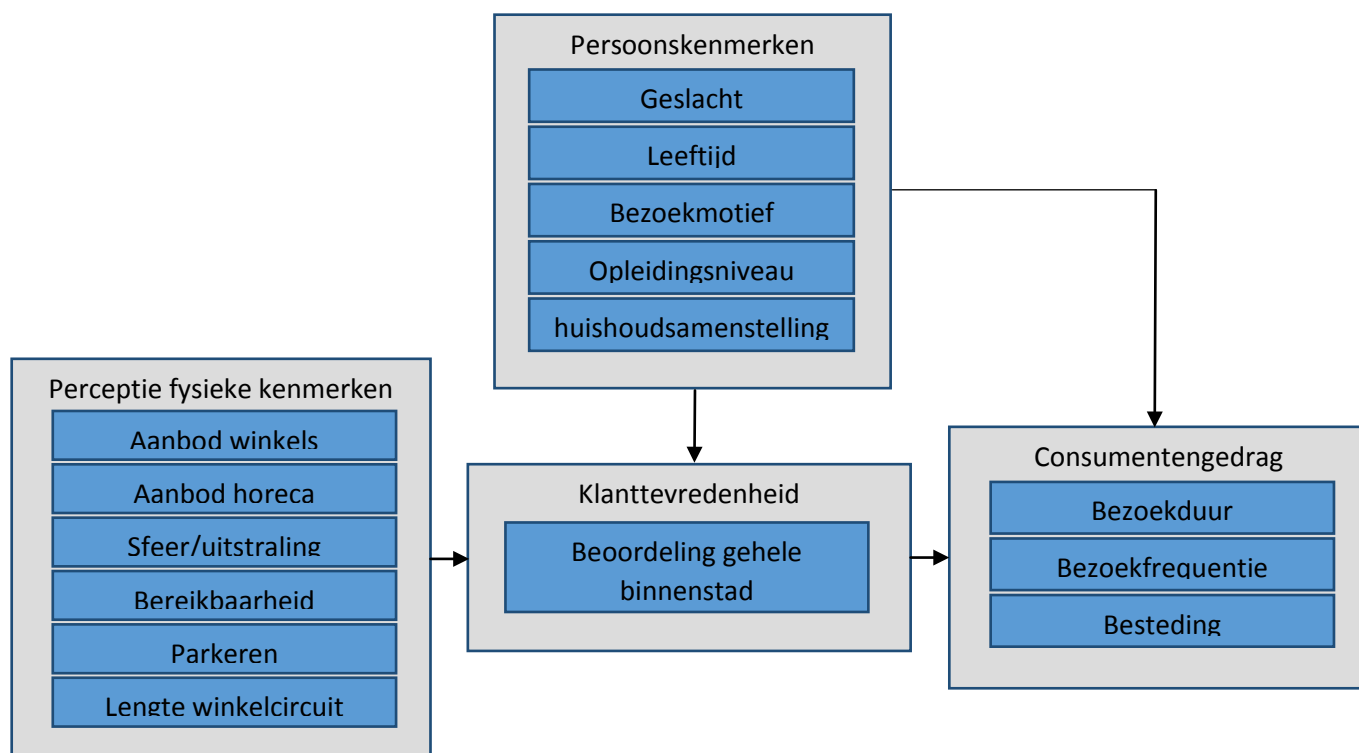 Persoonskenmerken
Geslacht
Leeftijd
Bezoekmotief
Opleidingsniveau
huishoudsamenstelling
Perceptie fysieke kenmerken
Aanbod winkels
Aanbod horeca
Sfeer/uitstraling
Bereikbaarheid
Parkeren
Lengte winkelcircuit
Klanttevredenheid
Beoordeling gehele
binnenstad
Consumentengedrag
Bezoekduur
Bezoekfrequentie
Besteding